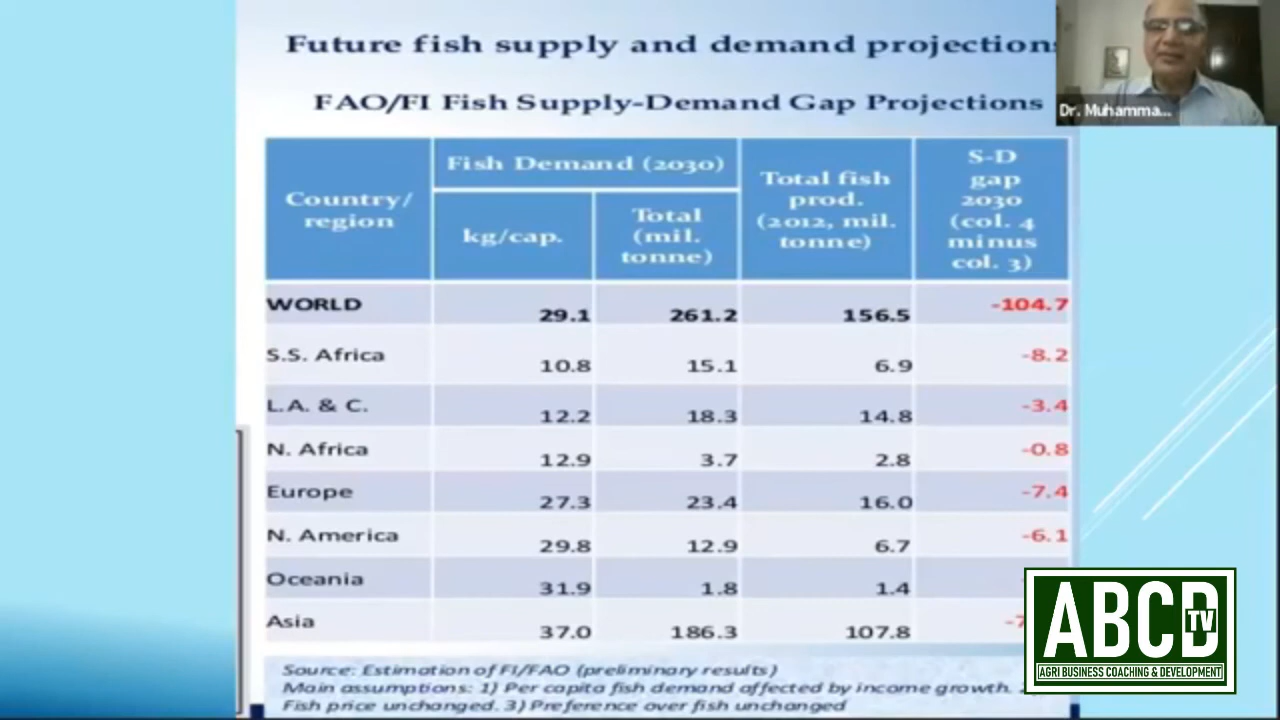 Future fish supply and demand projection
FAO/FI Fish Supply-Demand Gap Projections
Dr. Muhamma...
Country/
region
Fish Demand (2030)
kg/cap.
Total
(mil.
tonne)
Total fish
prod.
(2012, mil.
tonne)
S-D
gap
2030
(col. 4
minus
col. 3)
WORLD 29.1 261.2 156.5 -104.7
S.S. Africa 10.8 15.1 6.9 -8.2
L.A. & C. 12.2 18.3 14.8 -3.4
N. Africa 12.9 3.7 2.8 -0.8
Europe 27.3 23.4 16.0 -7.4
N. America 29.8 12.9 6.7 -6.1
Oceania 31.9 1.8 1.4
Asia 37.0 186.3 107.8
Source: Estimation of FI/FAO (preliminary results)
Main assumptions: 1) Per capita fish demand affected by income growth.
Fish price unchanged. 3) Preference over fish unchanged
ABCD
TV
AGRI BUSINESS COACHING & DEVELOPMENT